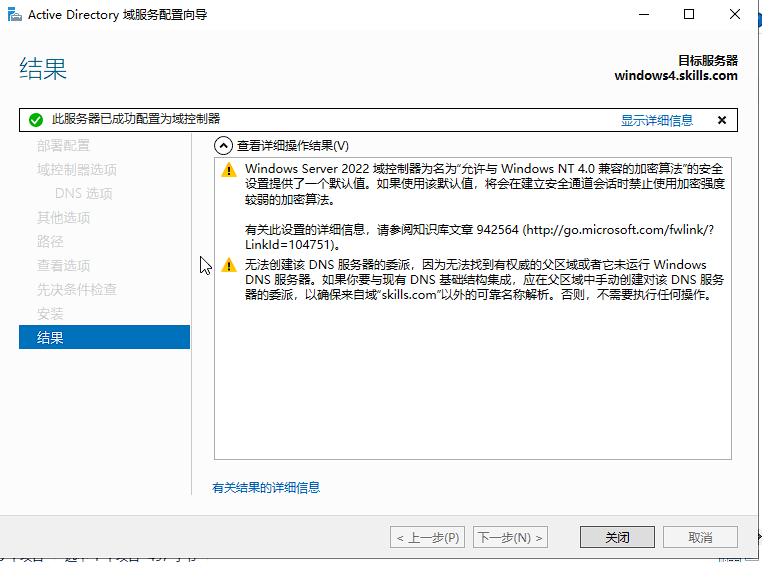 Active Directory 域服务配置向导
结果
目标服务器
windows4.skills.com
此服务器已成功配置为域控制器
显示详细信息
部署配置
域控制器选项
DNS 选项
其他选项
路径
查看选项
先决条件检查
安装
结果
查看详细操作结果(V)
Windows Server 2022 域控制器为名为“允许与 Windows NT 4.0 兼容的加密算法”的安全
设置提供了一个默认值。如果使用该默认值，将会在建立安全通道会话时禁止使用加密强度
较弱的加密算法。
有关此设置的详细信息，请参阅知识库文章 942564 (http://go.microsoft.com/fwlink/?
LinkId=104751)。
无法创建该 DNS 服务器的委派，因为无法找到有权威的父区域或者它未运行 Windows
DNS 服务器。如果你要与现有 DNS 基础结构集成，应在父区域中手动创建对该 DNS 服务
器的委派，以确保来自域“skills.com”以外的可靠名称解析。否则，不需要执行任何操作。
有关结果的详细信息
< 上一步(P)
下一步(N) >
关闭
取消